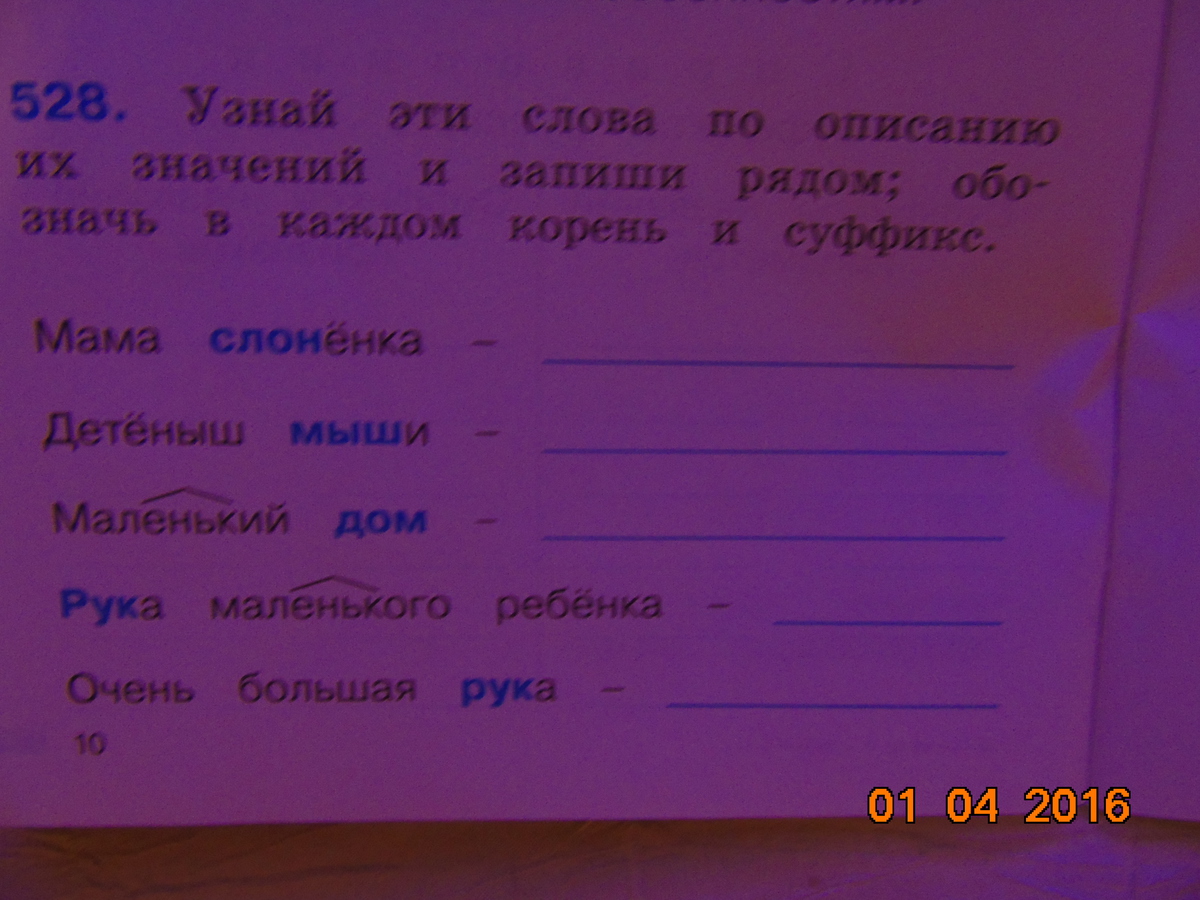 528. Узнай эти слова по описанию
их значений и запиши рядом; обо-
значь в каждом корень и суффикс.
Мама слонёнка –
Детёныш мыши –
Маленький дом –
Рука маленького ребёнка –
Очень большая рука –
10
01 04 2016